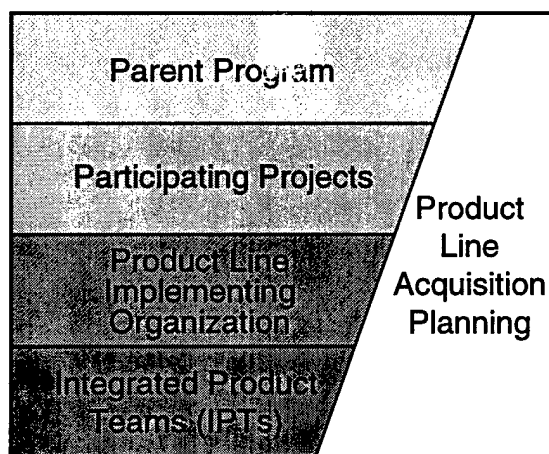 Parent Program
Participating Projects
Product Line
Implementing
Organization
Integrated Product
Teams (IPTs)
Product
Line
Acquisition
Planning